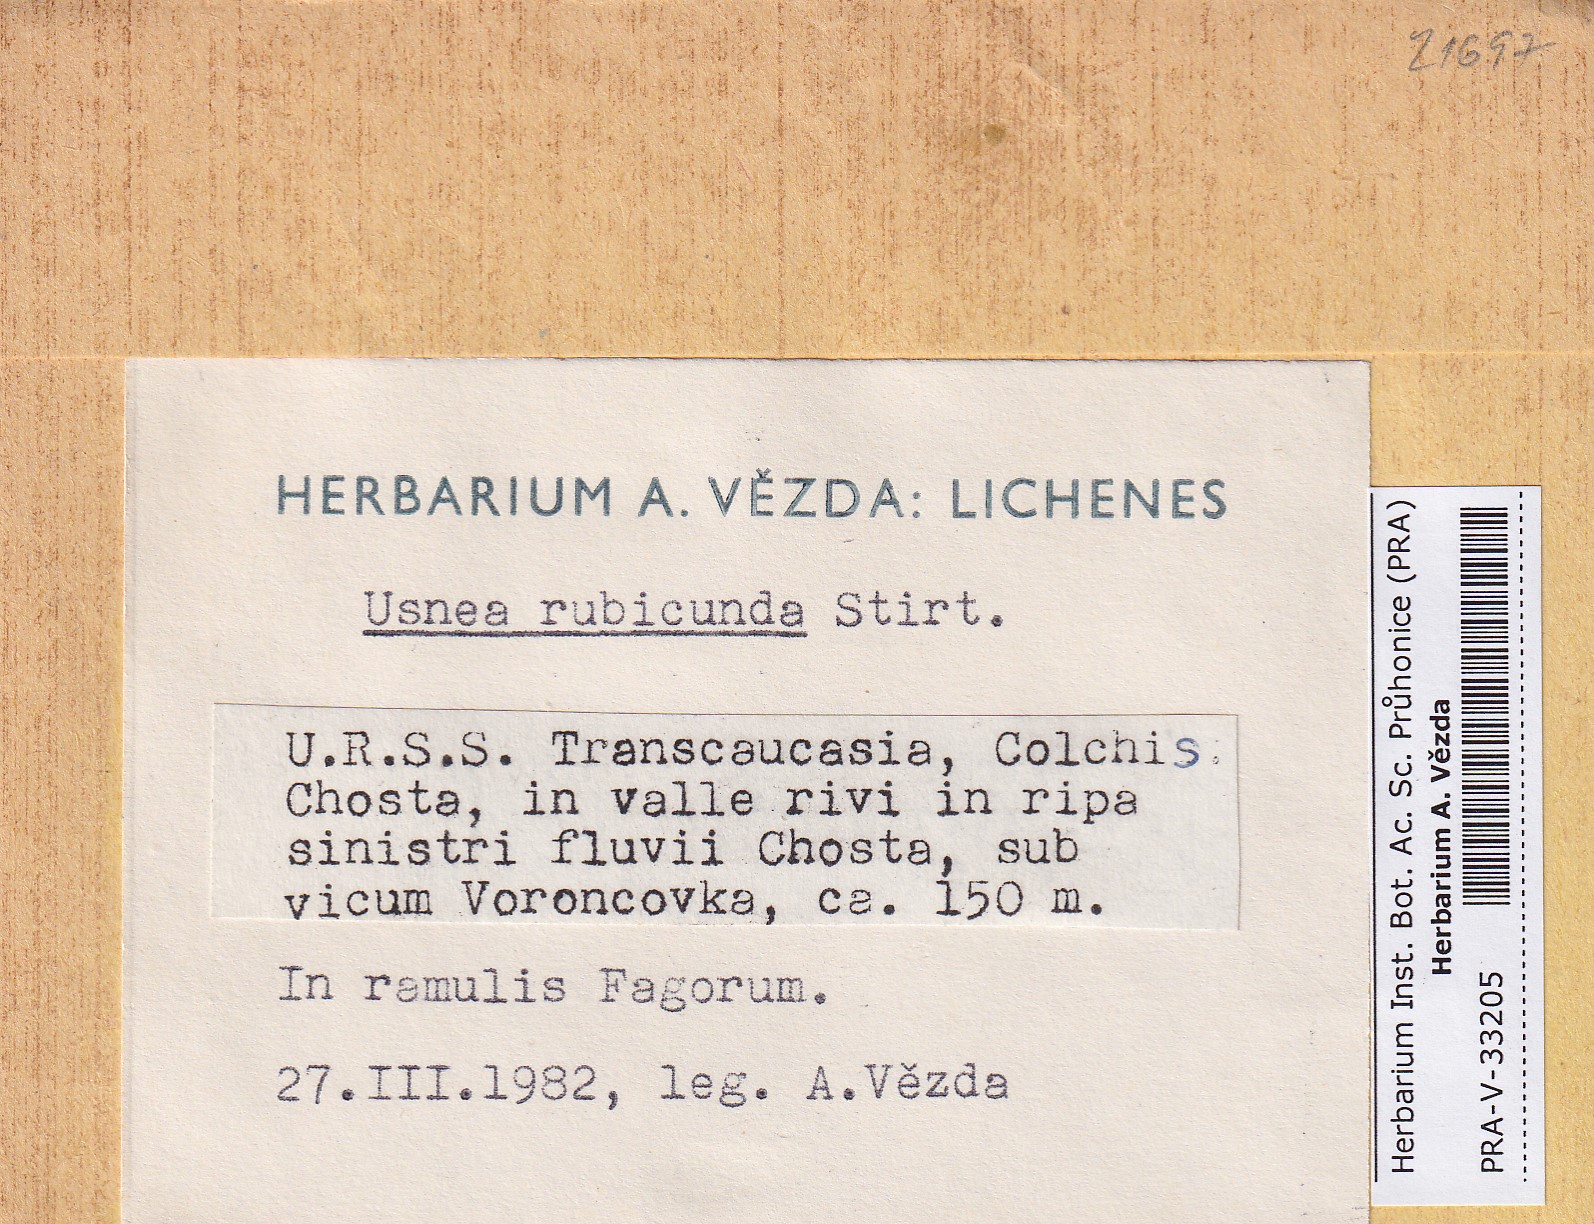 21697
HERBARIUM A. VĚZDA: LICHENES
Usnea rubicunda Stirt.
U.R.S.S. Transcaucasia, Colchis.
Chosta, in valle rivi in ripa
sinistri fluvii Chosta, sub
vicum Voroncovka, ca. 150 m.
In ramulis Fagorum.
27.III.1982, leg. A.Vězda
Herbarium Inst. Bot. Ac. Sc. Průhonice (PRA)
Herbarium A. Vězda
PRA-V-33205